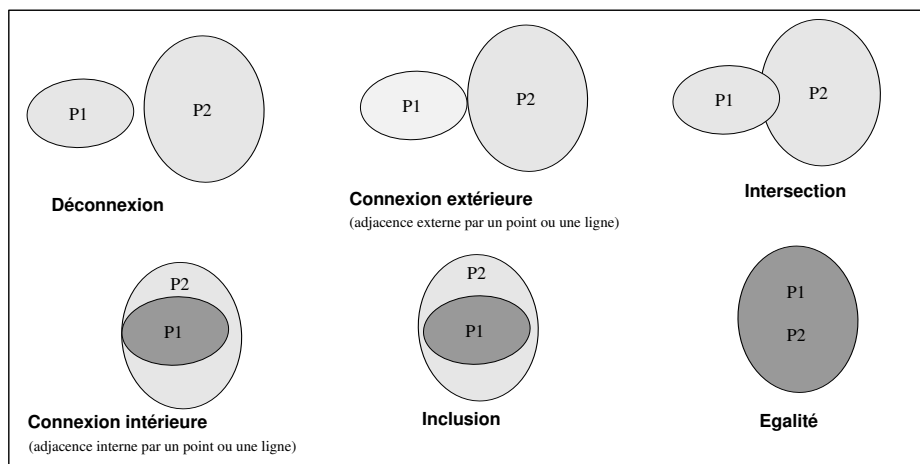 P1
P2
Déconnexion
P1
P2
Connexion extérieure
(adjacence externe par un point ou une ligne)
P1
P2
Intersection
P2
P1
Connexion intérieure
(adjacence interne par un point ou une ligne)
P2
P1
Inclusion
P1
P2
Egalité